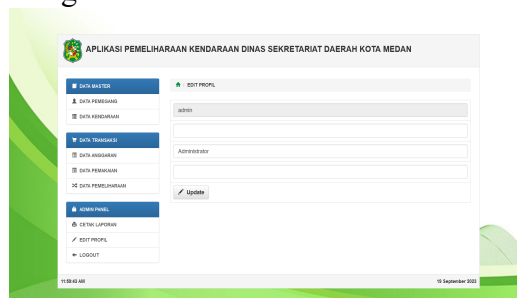 APLIKASI PEMELIHARAAN KENDARAAN DINAS SEKRETARIAT DAERAH KOTA MEDAN
DATA MASTER
DATA PEMEGANG
DATA KENDARAAN
DATA TRANSAKSI
DATA ANGGARAN
DATA PEMAKAIAN
DATA PEMELIHARAAN
ADMIN PANEL
CETAK LAPORAN
EDIT PROFIL
LOGOUT
EDIT PROFIL
admin
Administrator
Update
11:59:43 AM
19 September 2023